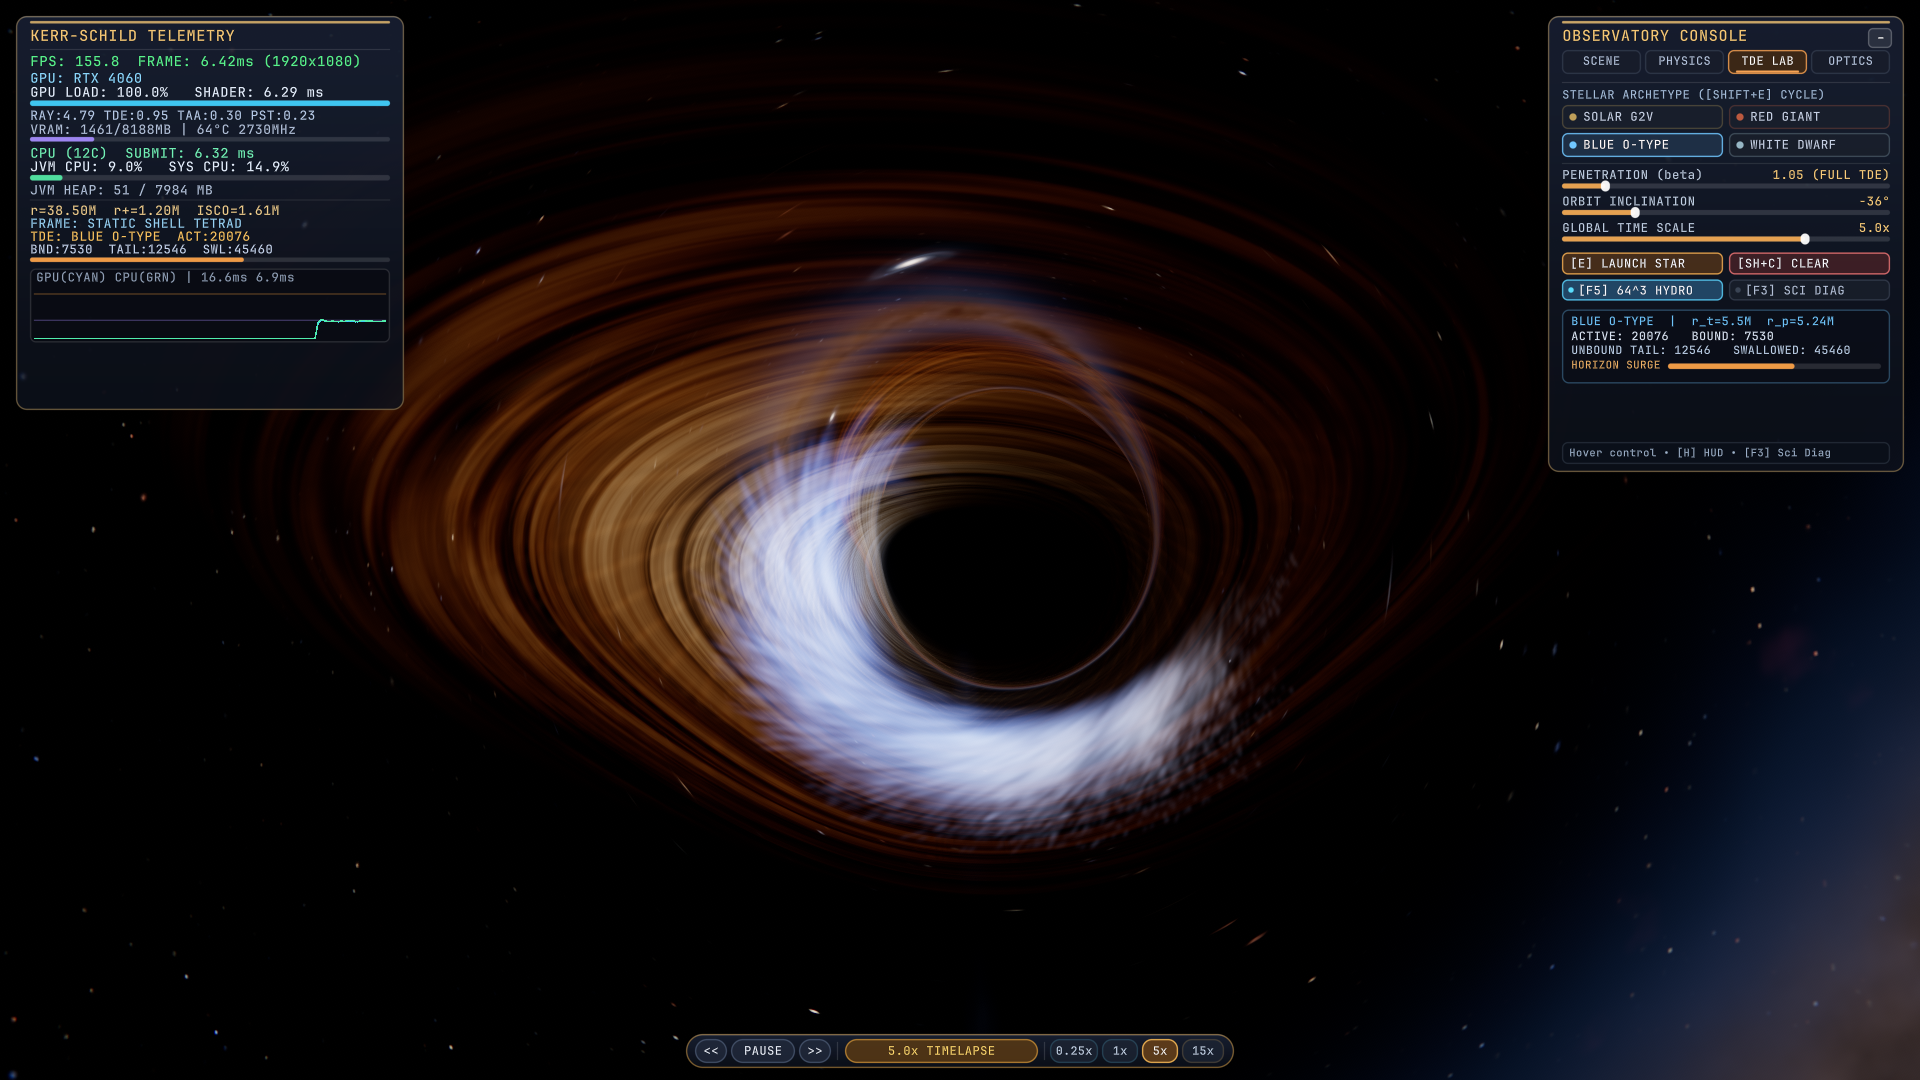 KERR-SCHILD TELEMETRY
FPS: 155.8  FRAME: 6.42ms (1920x1080)
GPU: RTX 4060
GPU LOAD: 100.0%   SHADER: 6.29 ms
RAY:4.79 TDE:0.95 TAA:0.30 PST:0.23
VRAM: 1461/8188MB | 64°C 2730MHz
CPU (12C)  SUBMIT: 6.32 ms
JVM CPU: 9.0%   SYS CPU: 14.9%
JVM HEAP: 51 / 7984 MB
r=38.50M  r+=1.20M  ISCO=1.61M
FRAME: STATIC SHELL TETRAD
TDE: BLUE O-TYPE  ACT:20076
BND:7530  TAIL:12546  SWL:45460
GPU(CYAN) CPU(GRN) | 16.6ms 6.9ms
OBSERVATORY CONSOLE
-
SCENE PHYSICS TDE LAB OPTICS
STELLAR ARCHETYPE ([SHIFT+E] CYCLE)
SOLAR G2V RED GIANT
BLUE O-TYPE WHITE DWARF
PENETRATION (beta) 1.05 (FULL TDE)
ORBIT INCLINATION -36°
GLOBAL TIME SCALE 5.0x
[E] LAUNCH STAR [SH+C] CLEAR
[F5] 64^3 HYDRO [F3] SCI DIAG
BLUE O-TYPE  |  r_t=5.5M  r_p=5.24M
ACTIVE: 20076   BOUND: 7530
UNBOUND TAIL: 12546   SWALLOWED: 45460
HORIZON SURGE
Hover control • [H] HUD • [F3] Sci Diag
<< PAUSE >> 5.0x TIMELAPSE 0.25x 1x 5x 15x